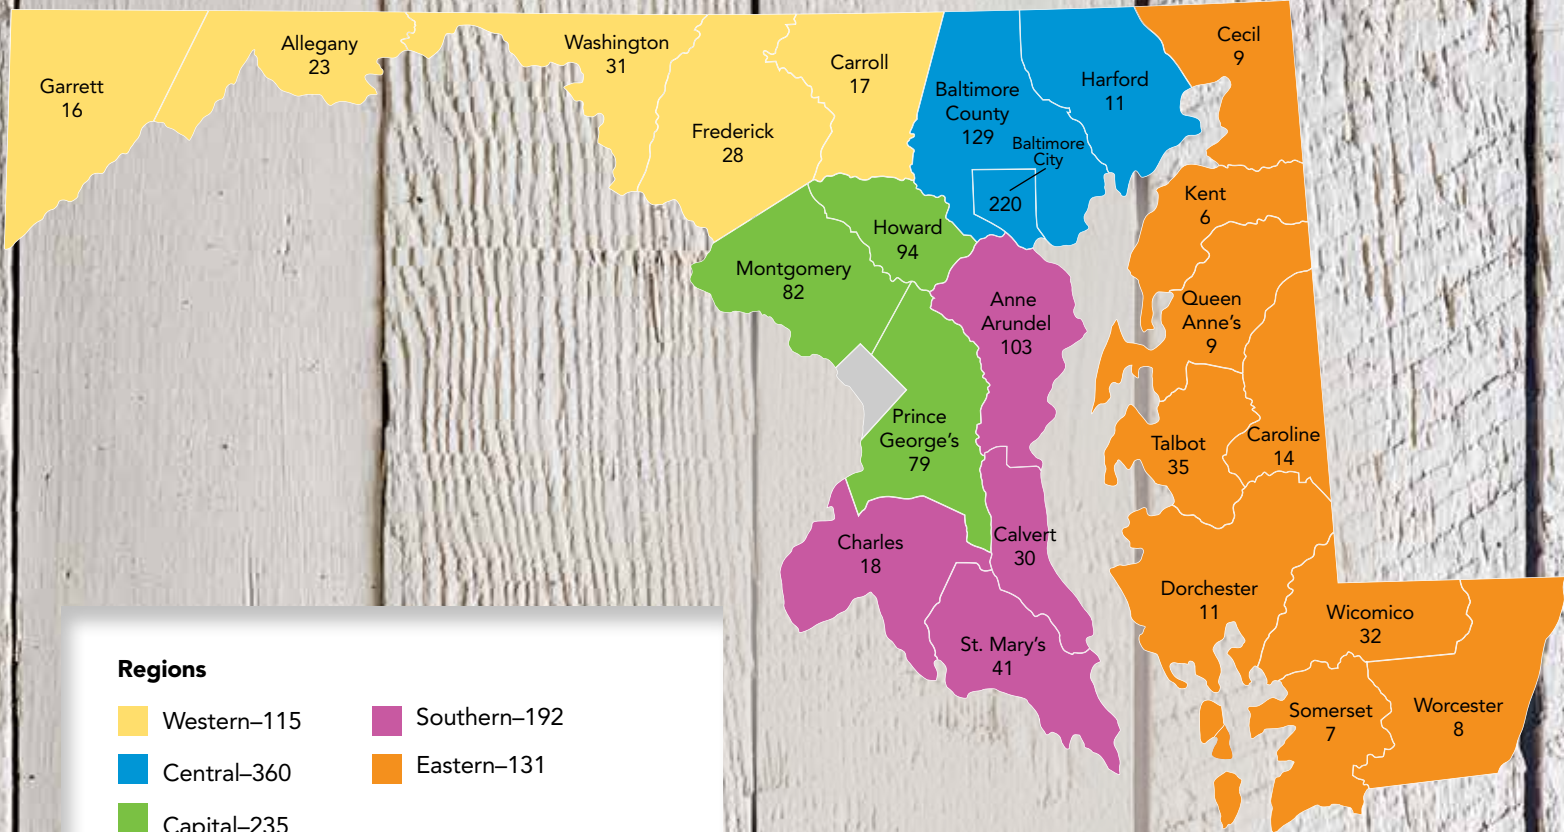 Garrett
16
Allegany
23
Washington
31
Frederick
28
Carroll
17
Baltimore
County
129
Baltimore
City
220
Harford
11
Cecil
9
Kent
6
Howard
94
Montgomery
82
Anne
Arundel
103
Queen
Anne's
9
Prince
George's
79
Talbot
35
Caroline
14
Charles
18
Calvert
30
St. Mary's
41
Dorchester
11
Wicomico
32
Somerset
7
Worcester
8
Regions
Western–115
Central–360
Capital–235
Southern–192
Eastern–131